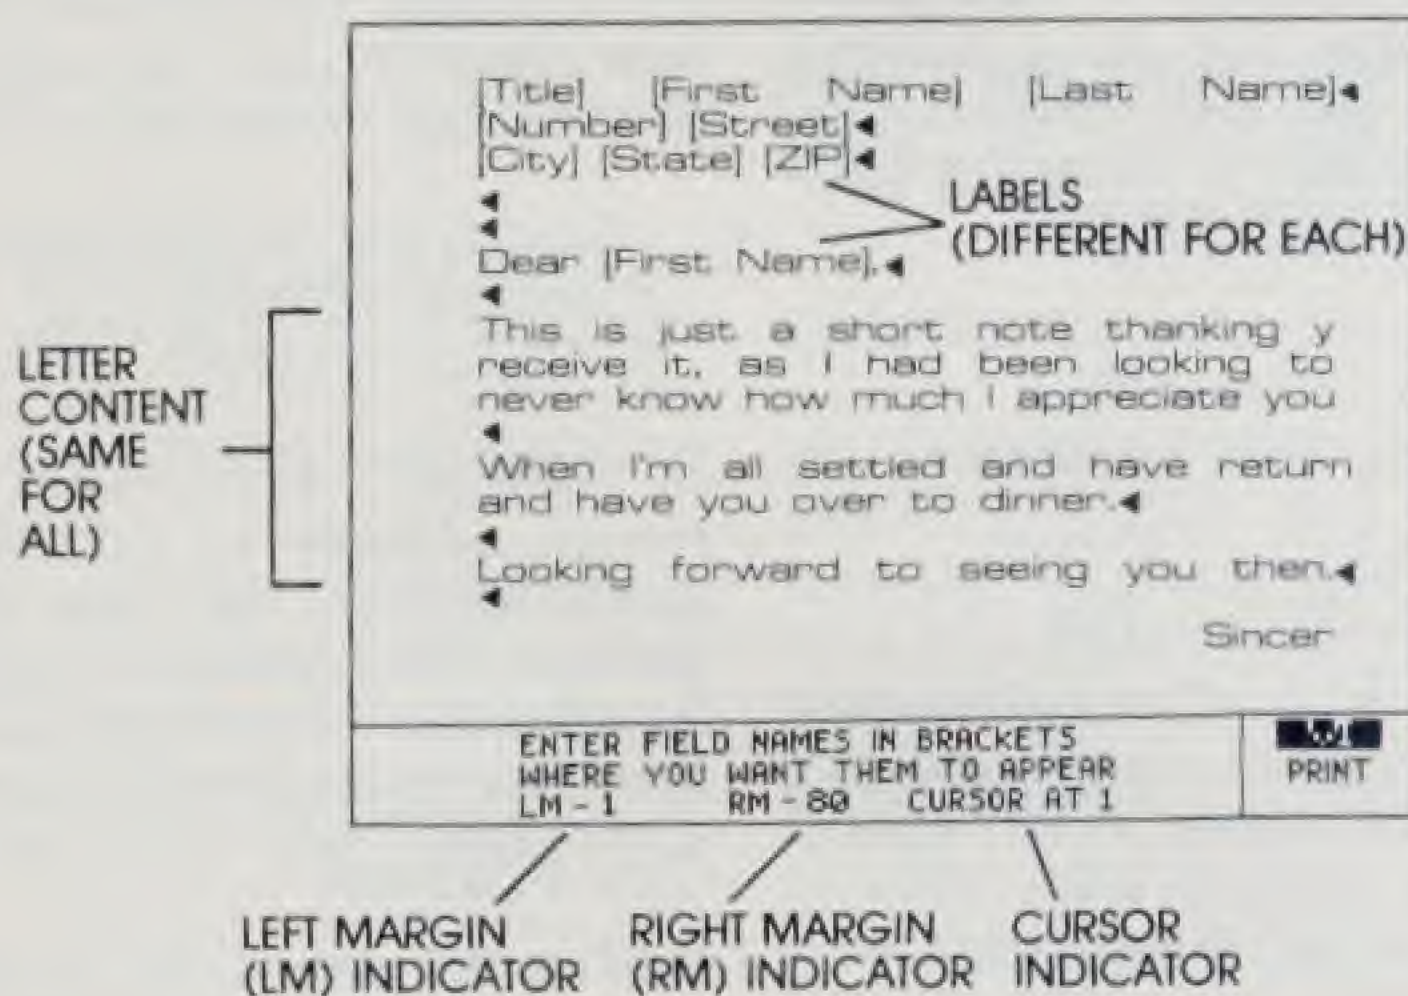 [Title] [First Name] [Last Name]
[Number] [Street]
[City] [State] [ZIP]
LABELS
(DIFFERENT FOR EACH)
Dear [First Name],
LETTER
CONTENT
(SAME
FOR
ALL)
This is just a short note thanking y
receive it, as I had been looking to
never know how much I appreciate you
When I'm all settled and have return
and have you over to dinner.
Looking forward to seeing you then.
Sincer
ENTER FIELD NAMES IN BRACKETS
WHERE YOU WANT THEM TO APPEAR
LM - 1 RM - 80 CURSOR AT 1
PRINT
LEFT MARGIN
(LM) INDICATOR
RIGHT MARGIN
(RM) INDICATOR
CURSOR
INDICATOR